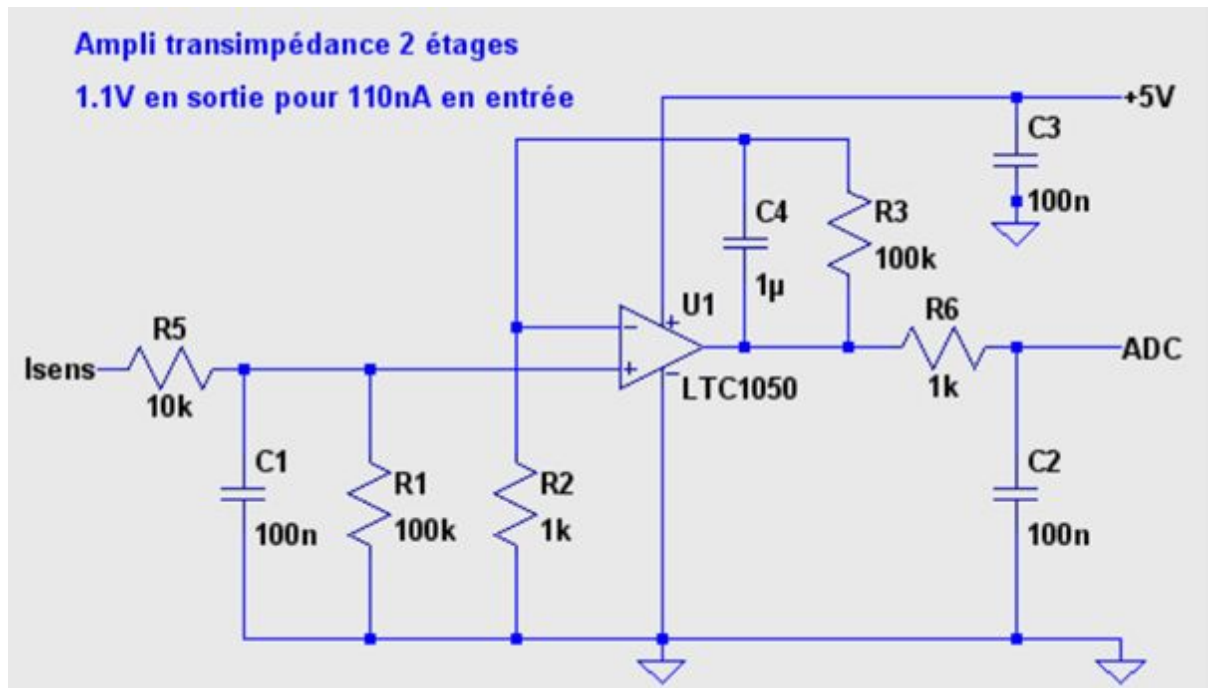 Ampli transimpédance 2 étages
1.1V en sortie pour 110nA en entrée
+5V
C3
100n
C4
1µ
R3
100k
U1
+
-
+
-
LTC1050
R5
10k
Isens
R6
1k
ADC
C1
100n
R1
100k
R2
1k
C2
100n